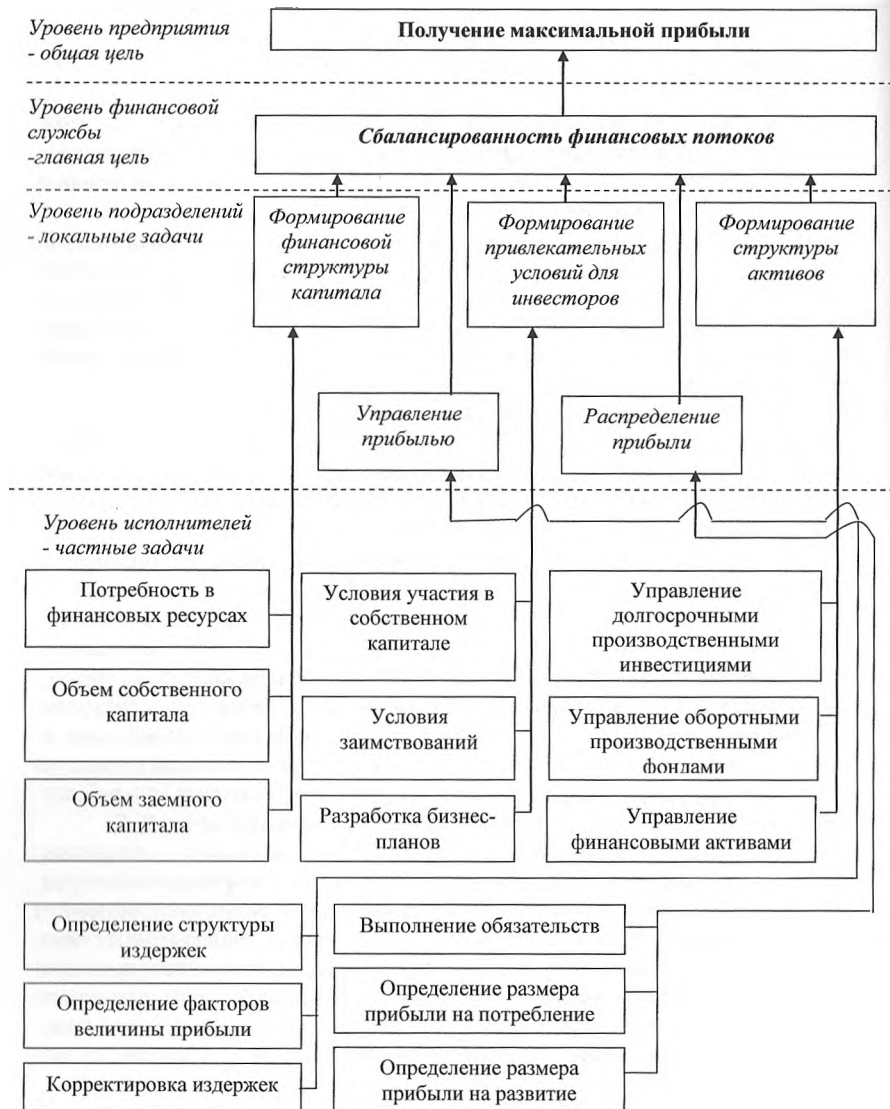 Уровень предприятия
- общая цель
Получение максимальной прибыли
Уровень финансовой
службы
-главная цель
Сбалансированность финансовых потоков
Уровень подразделений
- локальные задачи
Формирование
финансовой
структуры
капитала
Формирование
привлекательных
условий для
инвесторов
Формирование
структуры
активов
Управление
прибылью
Распределение
прибыли
Уровень исполнителей
- частные задачи
Потребность в
финансовых ресурсах
Условия участия в
собственном
капитале
Управление
долгосрочными
производственными
инвестициями
Объем собственного
капитала
Условия
заимствований
Управление оборотными
производственными
фондами
Объем заемного
капитала
Разработка бизнес-
планов
Управление
финансовыми активами
Определение структуры
издержек
Выполнение обязательств
Определение факторов
величины прибыли
Определение размера
прибыли на потребление
Корректировка издержек
Определение размера
прибыли на развитие